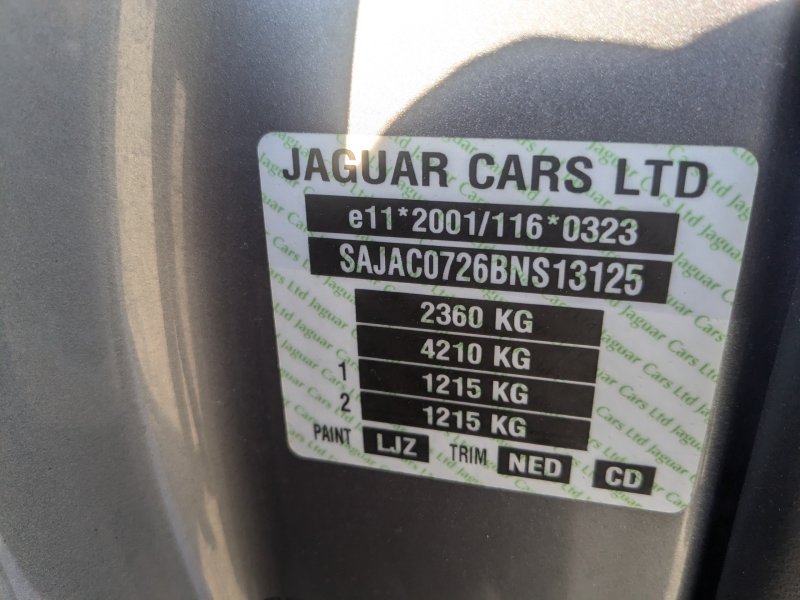 JAGUAR CARS LTD
e11*2001/116*0323
SAJAC0726BNS13125
2360 KG
4210 KG
1 1215 KG
2 1215 KG
PAINT LJZ TRIM NED CD